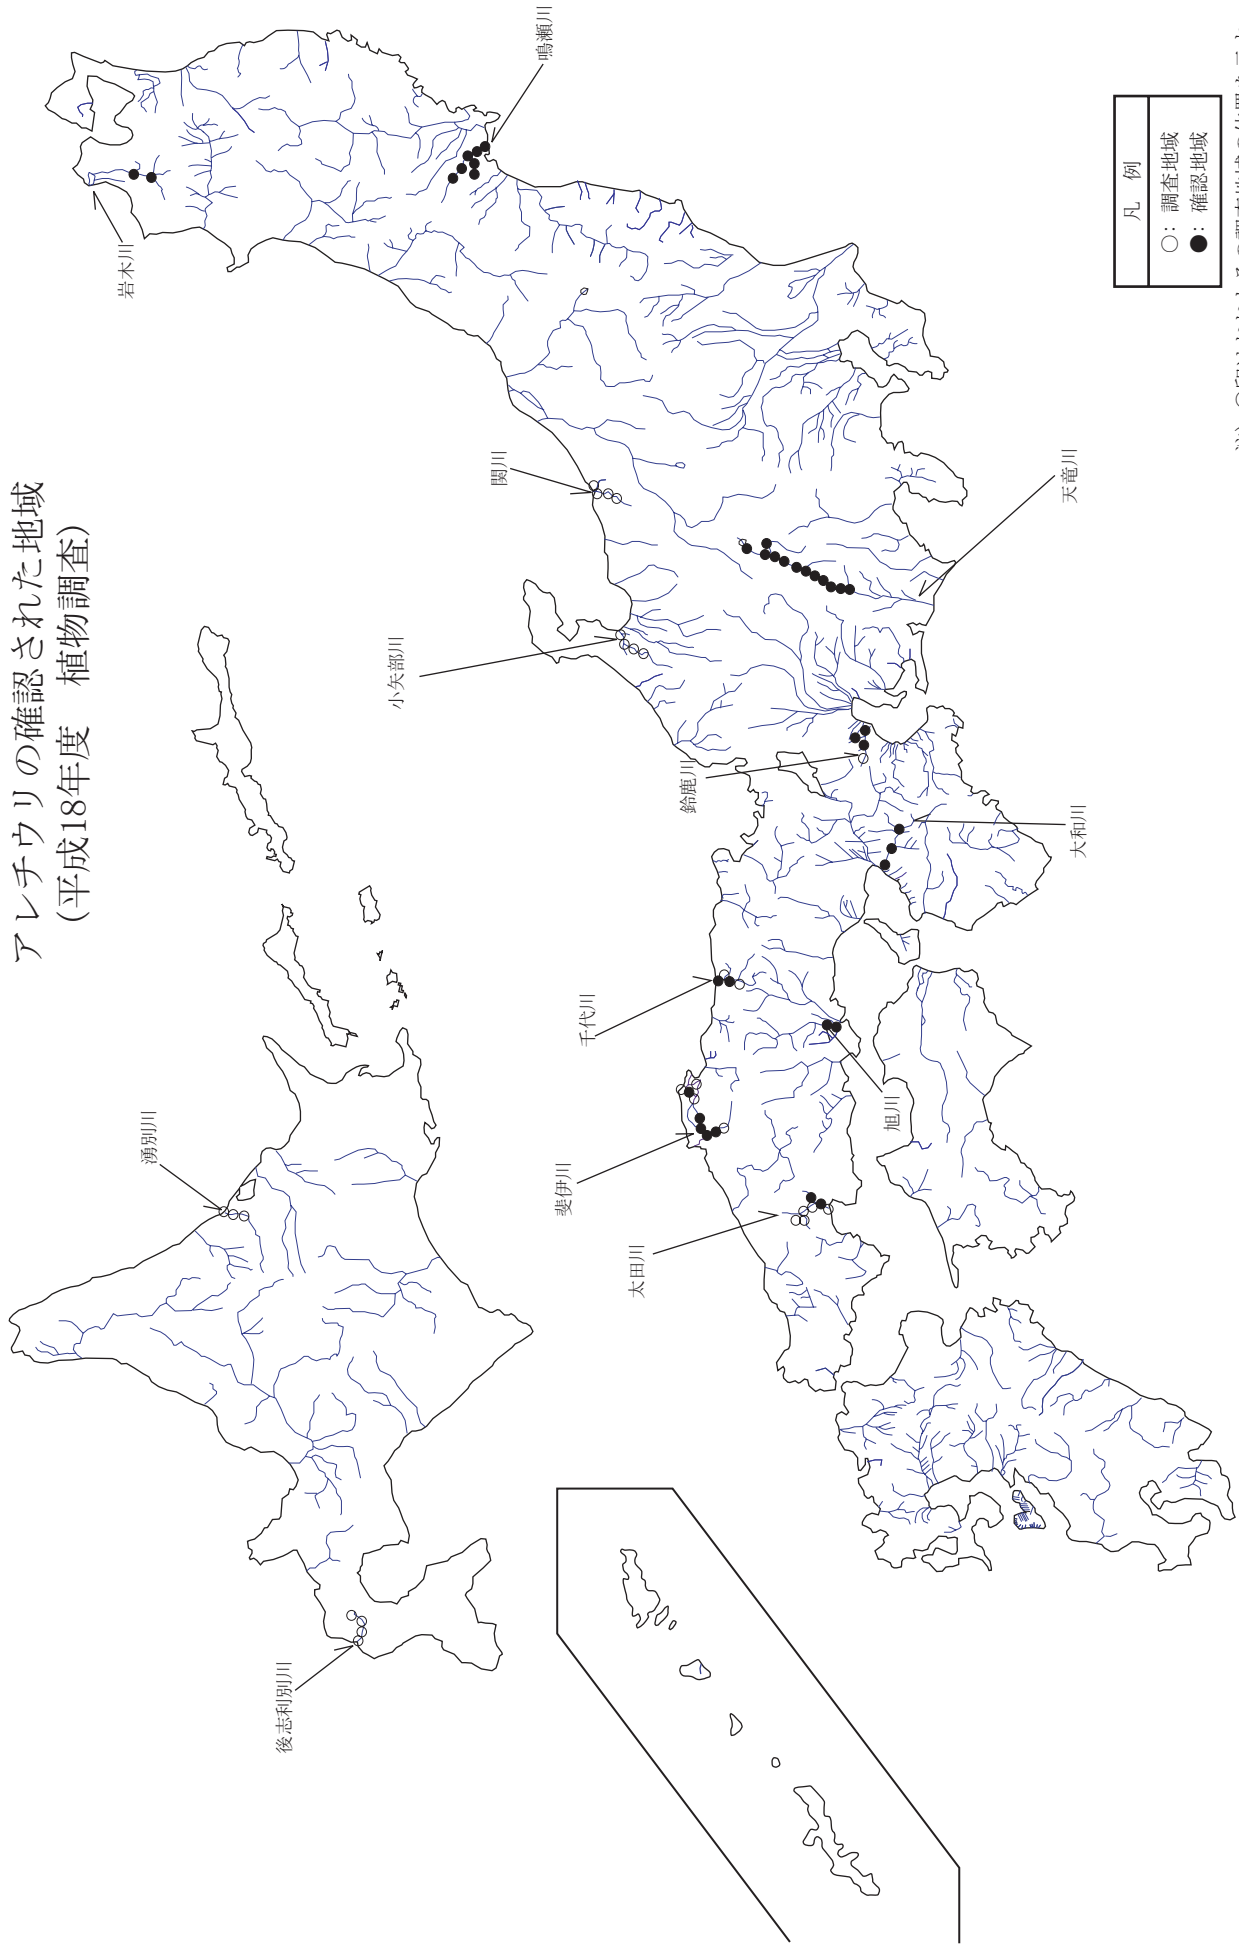 アレチウリの確認された地域
（平成18年度　植物調査）
湧別川
後志利別川
岩木川
鳴瀬川
関川
小矢部川
天竜川
鈴鹿川
大和川
千代川
旭川
斐伊川
太田川
凡　例
○：調査地域
●：確認地域